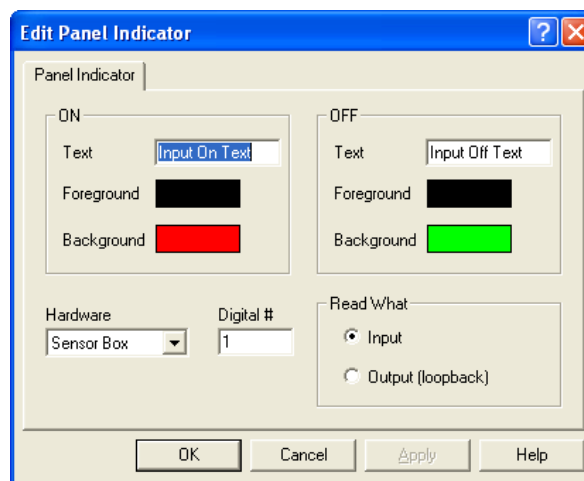 Edit Panel Indicator
Panel Indicator
ON
Text Input On Text
Foreground
Background
OFF
Text Input Off Text
Foreground
Background
Hardware
Sensor Box
Digital #
1
Read What
Input
Output (loopback)
OK Cancel Apply Help